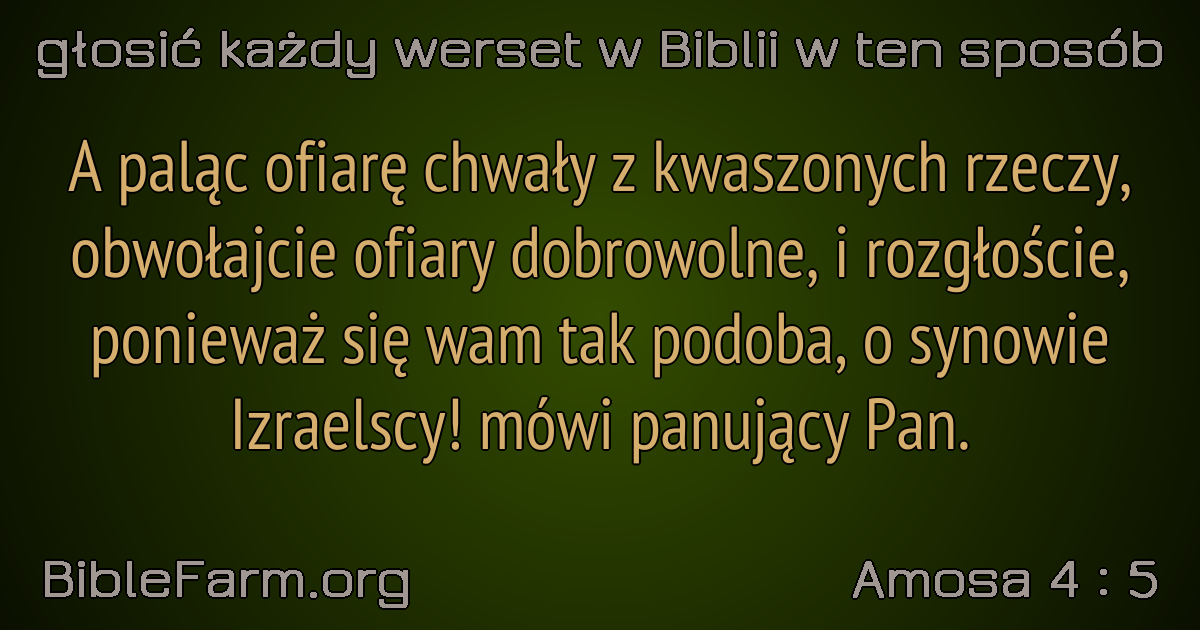 głosić każdy werset w Biblii w ten sposób
A paląc ofiarę chwały z kwaszonych rzeczy,
obwołajcie ofiary dobrowolne, i rozgłoście,
ponieważ się wam tak podoba, o synowie
Izraelscy! mówi panujący Pan.
BibleFarm.org
Amosa 4 : 5